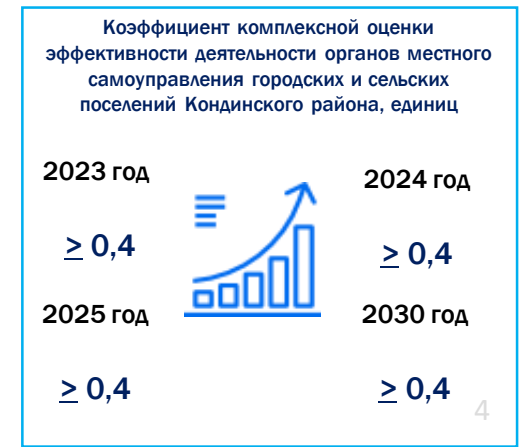 Коэффициент комплексной оценки
эффективности деятельности органов местного
самоуправления городских и сельских
поселений Кондинского района, единиц
2023 год
≥ 0,4
2024 год
≥ 0,4
2025 год
≥ 0,4
2030 год
≥ 0,4
4